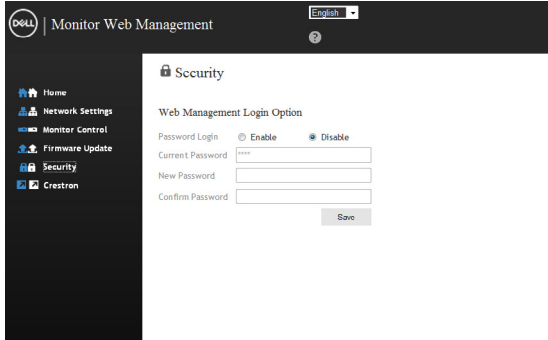 DELL | Monitor Web Management
English
?
Home
Network Settings
Monitor Control
Firmware Update
Security
Crestron
Security
Web Management Login Option
Password Login Enable Disable
Current Password ****
New Password
Confirm Password
Save